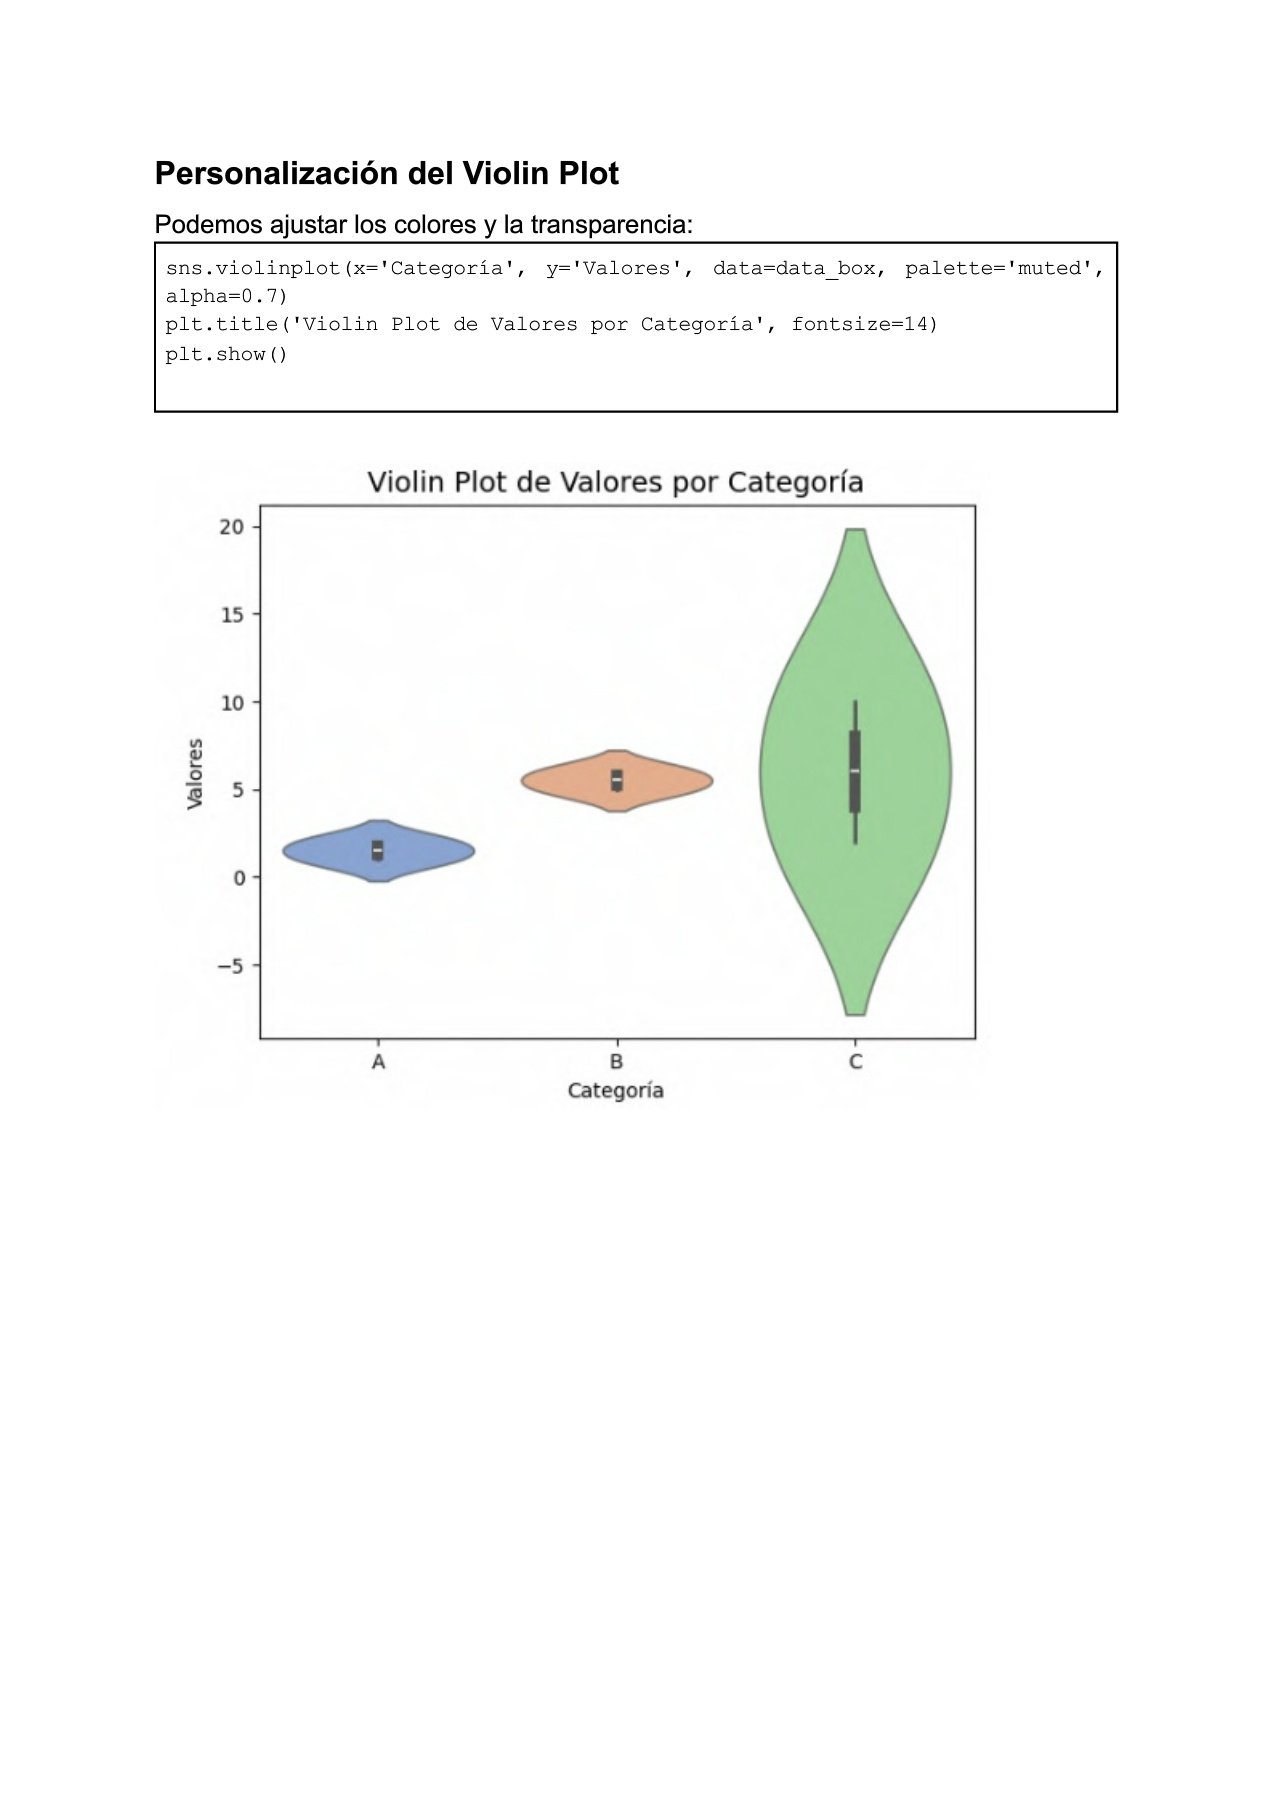 Personalización del Violin Plot
Podemos ajustar los colores y la transparencia:
sns.violinplot(x='Categoría', y='Valores', data=data_box, palette='muted',
alpha=0.7)
plt.title('Violin Plot de Valores por Categoría', fontsize=14)
plt.show()
Violin Plot de Valores por Categoría
20
15
10
5
0
−5
Valores
A B C
Categoría